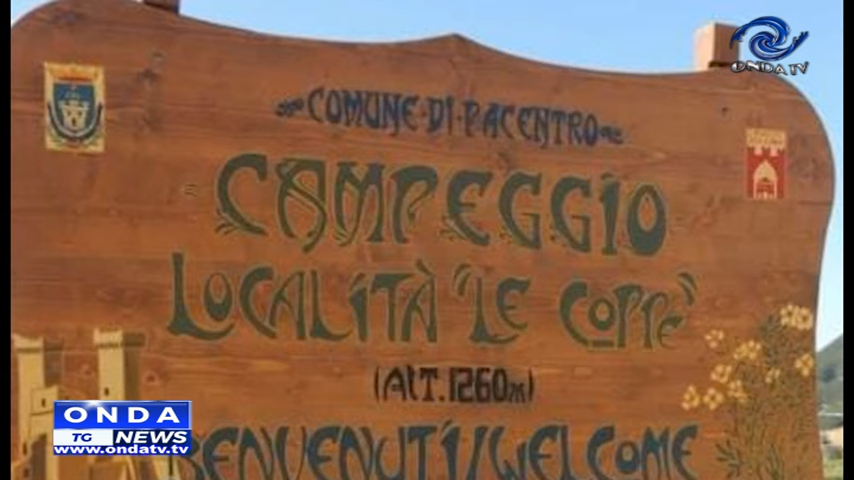 ONDA TV
COMUNE·DI·PACENTRO
CAMPEGGIO
LOCALITÀ "LE COPPE"
(ALT. 1260m)
BENVENUTI/WELCOME
ONDA
TG NEWS
www.ondatv.tv